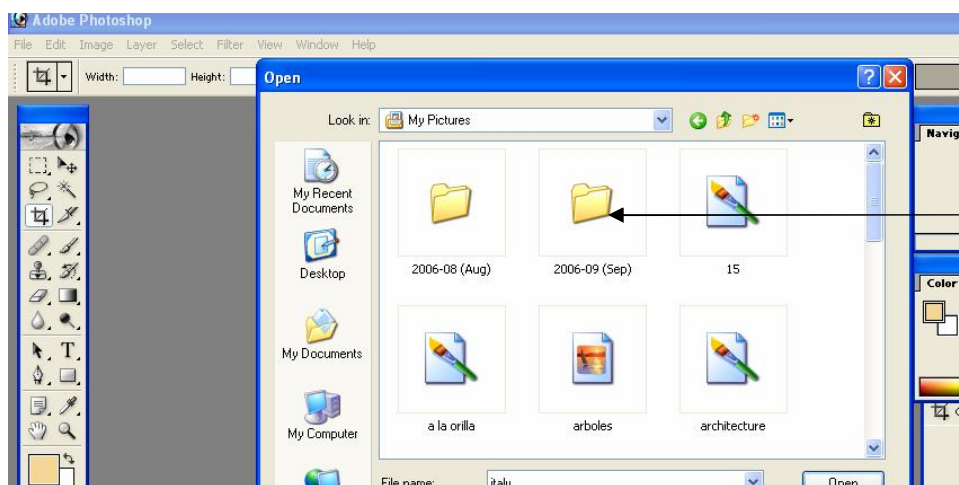 Adobe Photoshop
File Edit Image Layer Select Filter View Window Help
Width: Height:
Open
Look in: My Pictures
Navig
My Recent
Documents
Desktop
My Documents
My Computer
2006-08 (Aug) 2006-09 (Sep) 15
a la orilla arboles architecture
Color
T
File name: italy Open